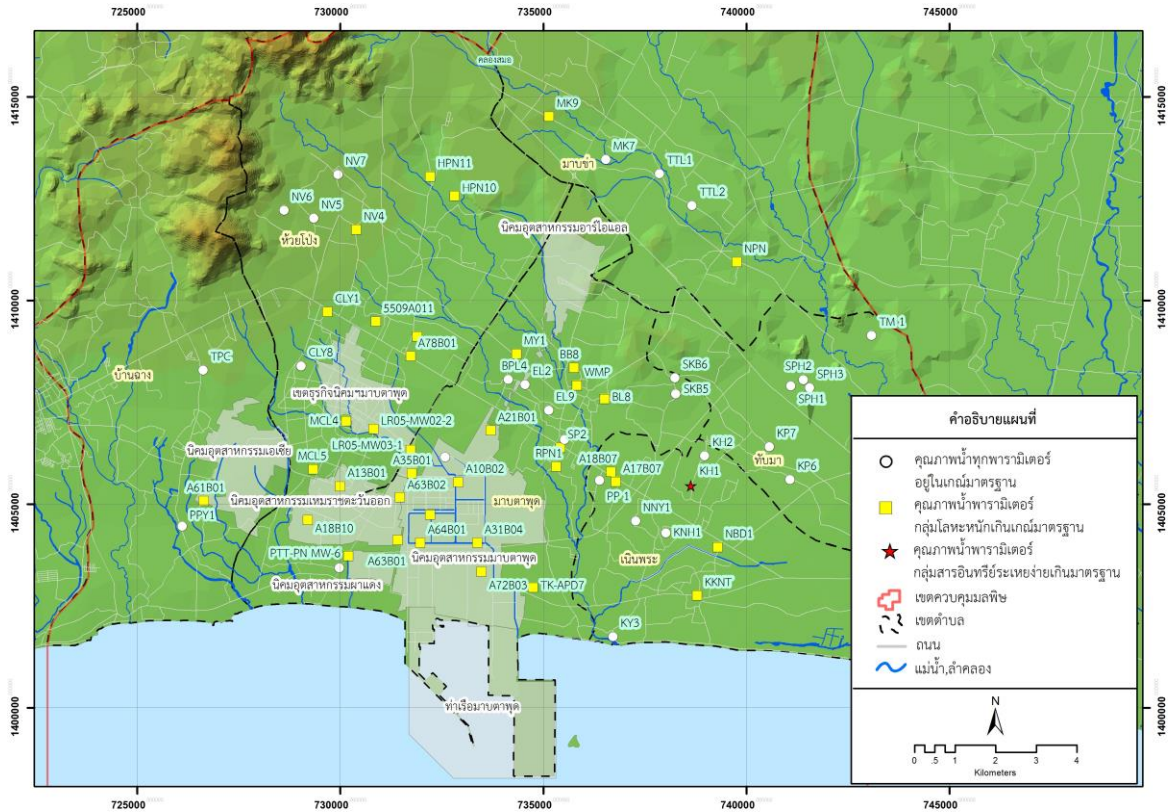 725000 730000 735000 740000 745000
คลองสมอ
1415000 1415000
MK9
MK7
มาบข่า
TTL1
NV7
HPN11
HPN10
TTL2
NV6
NV5
NV4
ห้วยโป่ง
นิคมอุตสาหกรรมอาร์ไอแอล
NPN
1410000 1410000
CLY1
5509A011
TM-1
A78B01
MY1
BB8
TPC
CLY8
BPL4
EL2
WMP
SKB6
SPH2
SPH3
บ้านฉาง
SKB5
SPH1
เขตธุรกิจนิคมฯมาบตาพุด
EL9
BL8
MCL4
LR05-MW02-2
A21B01
SP2
KH2
KP7
นิคมอุตสาหกรรมเอเซีย
LR05-MW03-1
RPN1
ทับมา
MCL5
A35B01
A10B02
A18B07
A17B07
KH1
KP6
A61B01
A13B01
A63B02
PP-1
นิคมอุตสาหกรรมเหมราชตะวันออก
มาบตาพุด
1405000 1405000
PPY1
A18B10
A64B01
A31B04
NNY1
KNH1
NBD1
PTT-PN MW-6
A63B01
นิคมอุตสาหกรรมมาบตาพุด
เนินพระ
นิคมอุตสาหกรรมผาแดง
A72B03
TK-APD7
KKNT
KY3
ท่าเรือมาบตาพุด
1400000 1400000
คำอธิบายแผนที่
คุณภาพน้ำทุกพารามิเตอร์
อยู่ในเกณ์มาตรฐาน
คุณภาพน้ำพารามิเตอร์
กลุ่มโลหะหนักเกินเกณ์มาตรฐาน
คุณภาพน้ำพารามิเตอร์
กลุ่มสารอินทรีย์ระเหยง่ายเกินมาตรฐาน
เขตควบคุมมลพิษ
เขตตำบล
ถนน
แม่น้ำ,ลำคลอง
N
0 .5 1 2 3 4
Kilometers
725000 730000 735000 740000 745000